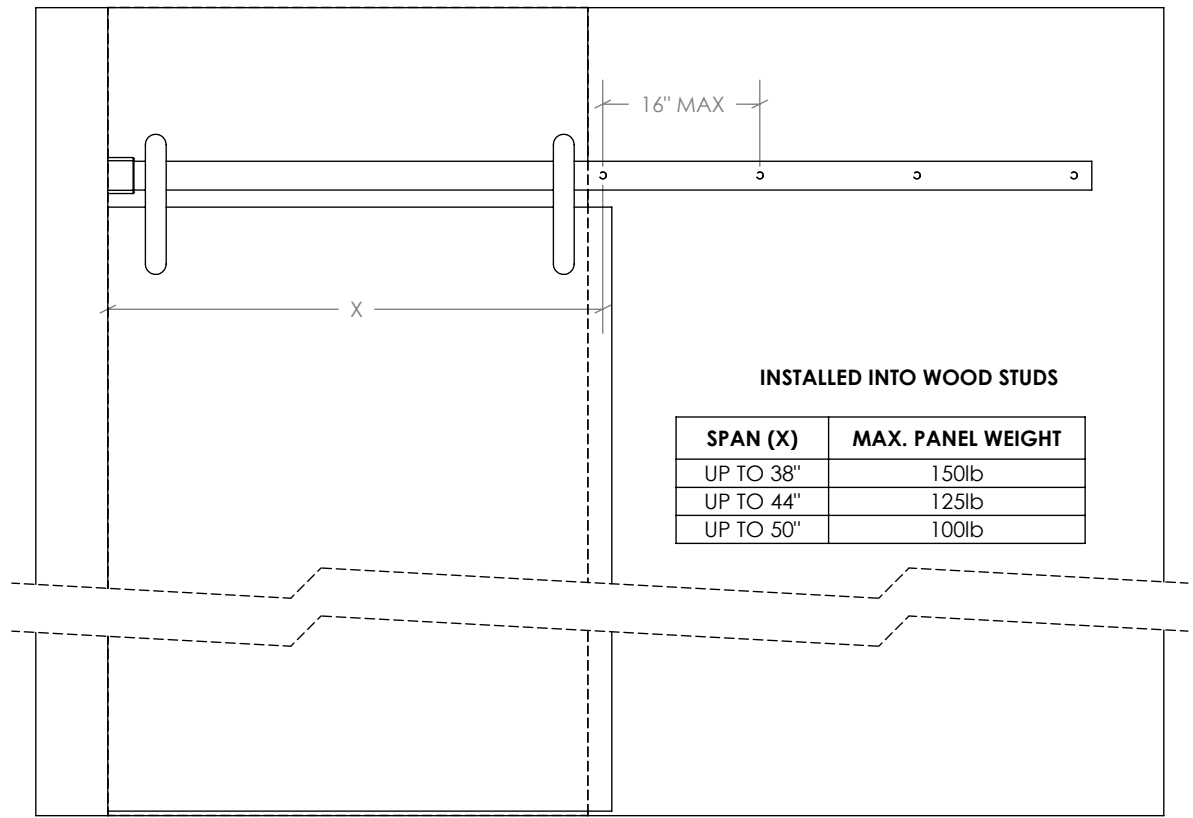 16" MAX
X
INSTALLED INTO WOOD STUDS
SPAN (X) MAX. PANEL WEIGHT
UP TO 38" 150lb
UP TO 44" 125lb
UP TO 50" 100lb